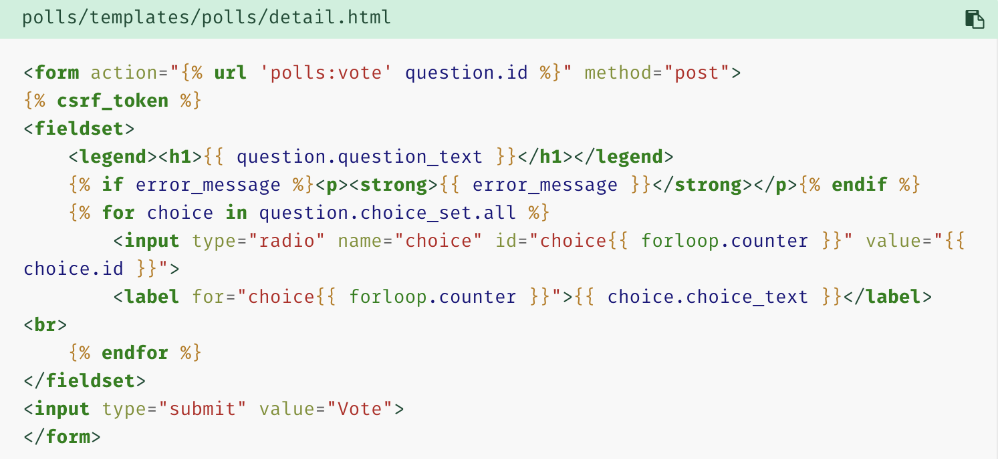 polls/templates/polls/detail.html
<form action="{% url 'polls:vote' question.id %}" method="post">
{% csrf_token %}
<fieldset>
    <legend><h1>{{ question.question_text }}</h1></legend>
    {% if error_message %}<p><strong>{{ error_message }}</strong></p>{% endif %}
    {% for choice in question.choice_set.all %}
        <input type="radio" name="choice" id="choice{{ forloop.counter }}" value="{{
choice.id }}">
        <label for="choice{{ forloop.counter }}">{{ choice.choice_text }}</label>
<br>
    {% endfor %}
</fieldset>
<input type="submit" value="Vote">
</form>